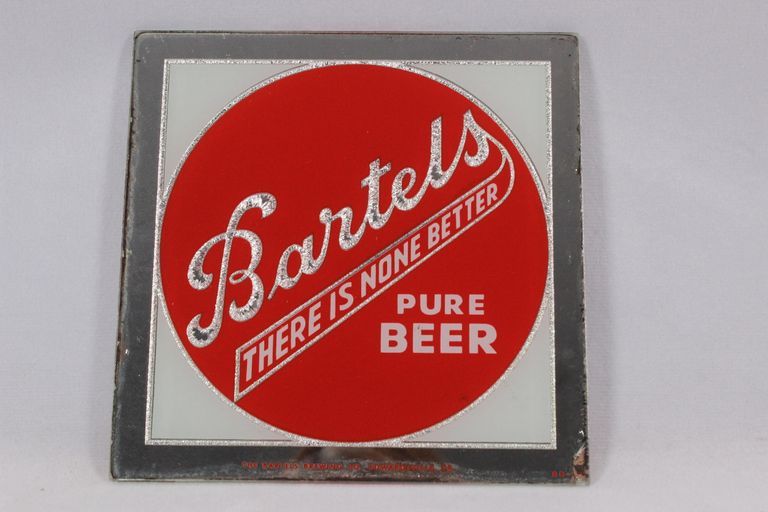 Bartels
THERE IS NONE BETTER
PURE
BEER